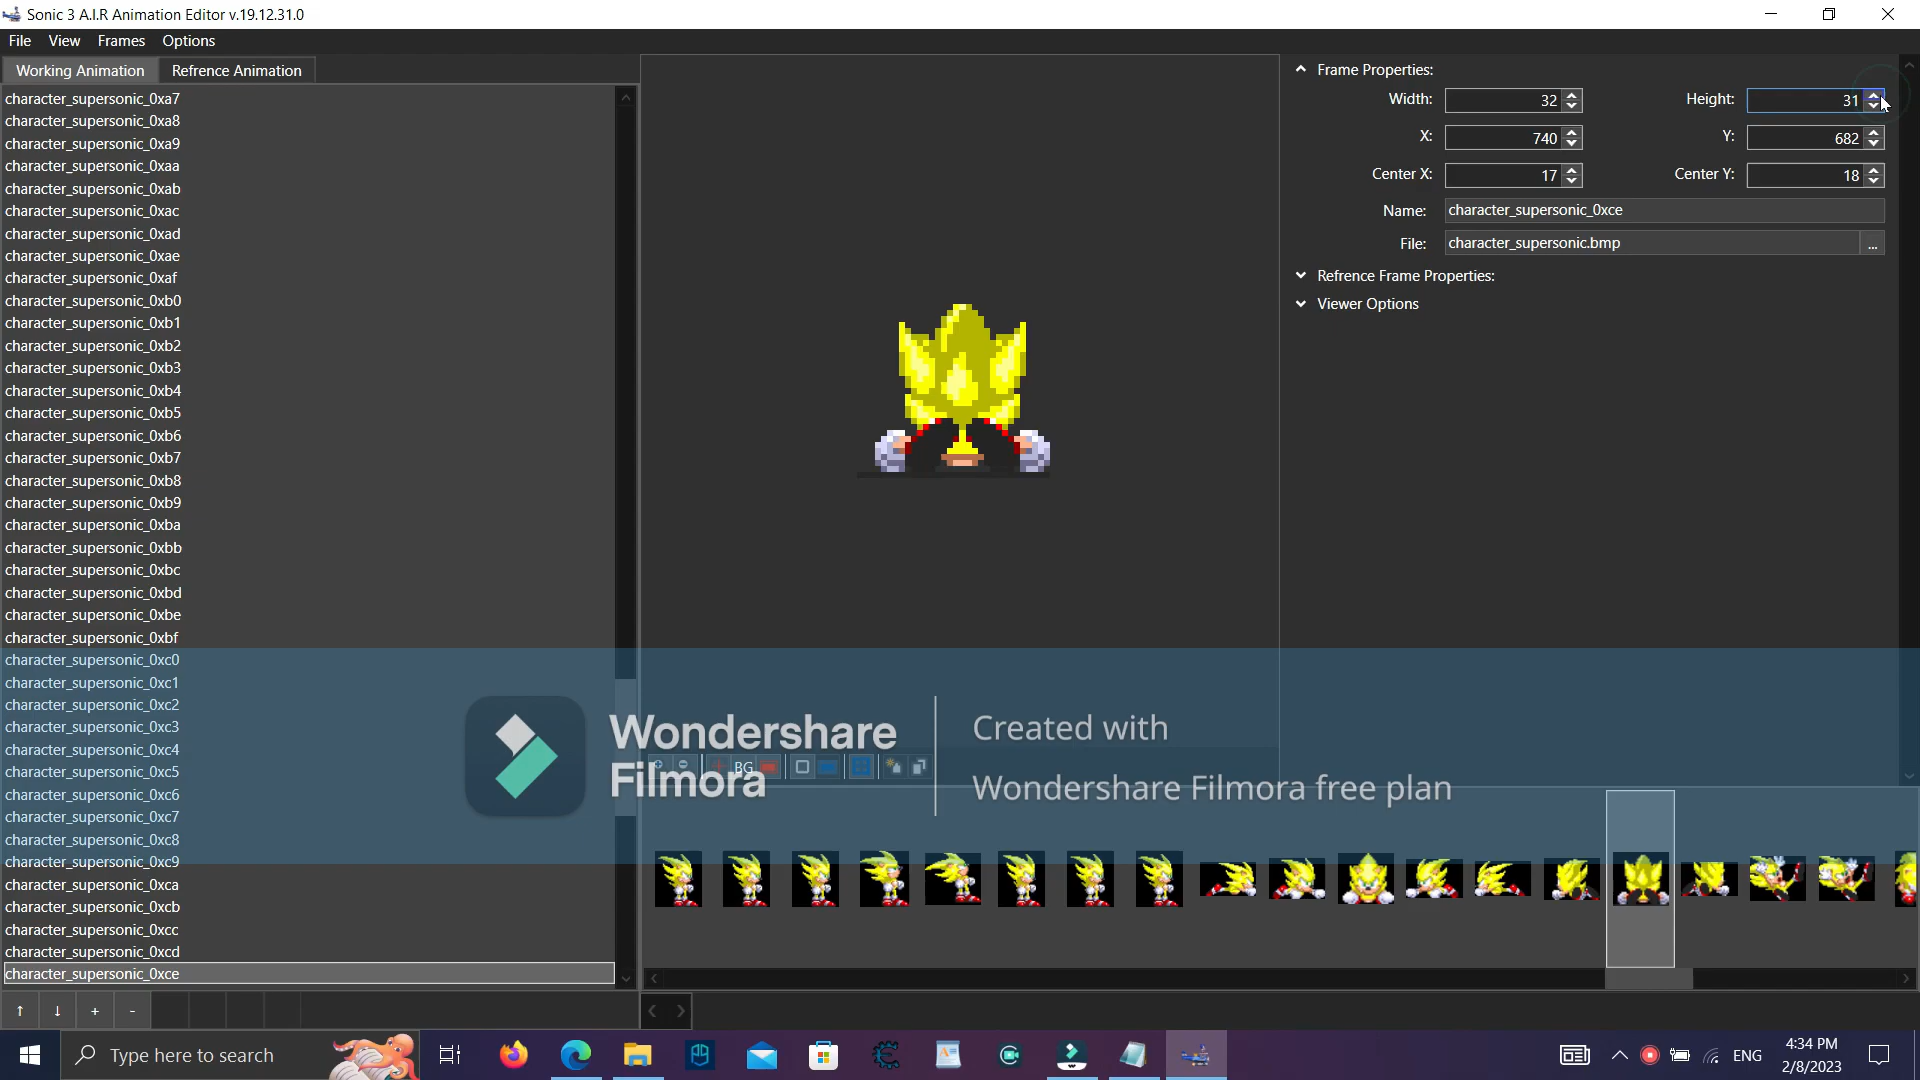 Sonic 3 A.I.R Animation Editor v.19.12.31.0
File View Frames Options
Working Animation Refrence Animation
character_supersonic_0xa7
character_supersonic_0xa8
character_supersonic_0xa9
character_supersonic_0xaa
character_supersonic_0xab
character_supersonic_0xac
character_supersonic_0xad
character_supersonic_0xae
character_supersonic_0xaf
character_supersonic_0xb0
character_supersonic_0xb1
character_supersonic_0xb2
character_supersonic_0xb3
character_supersonic_0xb4
character_supersonic_0xb5
character_supersonic_0xb6
character_supersonic_0xb7
character_supersonic_0xb8
character_supersonic_0xb9
character_supersonic_0xba
character_supersonic_0xbb
character_supersonic_0xbc
character_supersonic_0xbd
character_supersonic_0xbe
character_supersonic_0xbf
character_supersonic_0xc0
character_supersonic_0xc1
character_supersonic_0xc2
character_supersonic_0xc3
character_supersonic_0xc4
character_supersonic_0xc5
character_supersonic_0xc6
character_supersonic_0xc7
character_supersonic_0xc8
character_supersonic_0xc9
character_supersonic_0xca
character_supersonic_0xcb
character_supersonic_0xcc
character_supersonic_0xcd
character_supersonic_0xce
Frame Properties:
Width: 32 Height: 31
X: 740 Y: 682
Center X: 17 Center Y: 18
Name: character_supersonic_0xce
File: character_supersonic.bmp ...
Refrence Frame Properties:
Viewer Options
Wondershare
Filmora
Created with
Wondershare Filmora free plan
BG
Type here to search
ENG
4:34 PM
2/8/2023